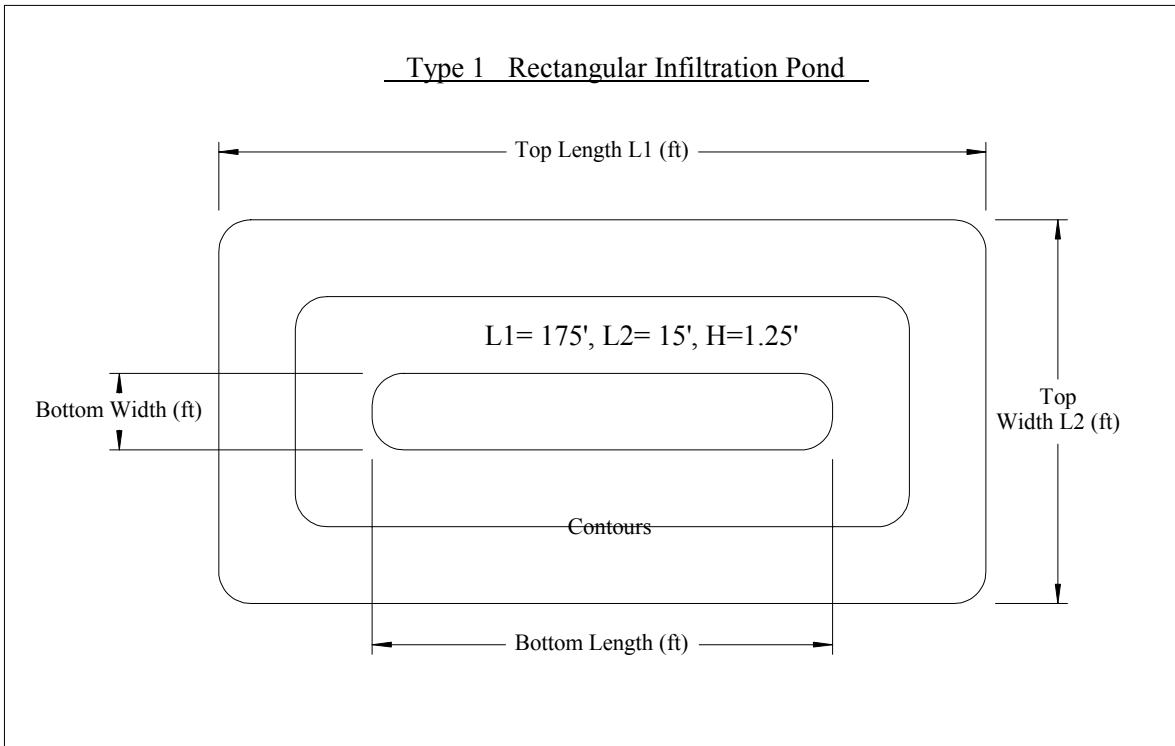 Type 1 Rectangular Infiltration Pond
Top Length L1 (ft)
L1= 175', L2= 15', H=1.25'
Bottom Width (ft)
Top
Width L2 (ft)
Contours
Bottom Length (ft)